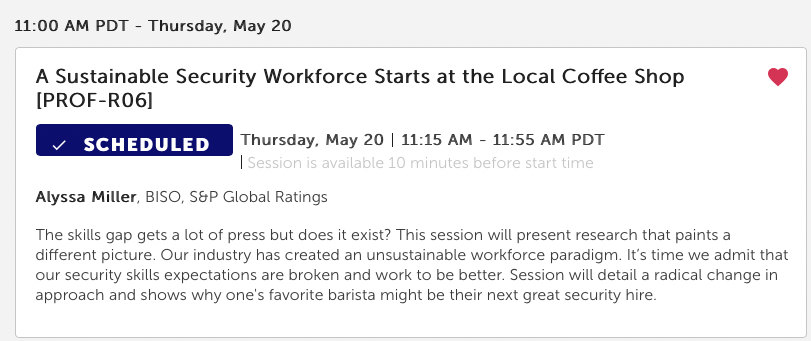 11:00 AM PDT - Thursday, May 20
A Sustainable Security Workforce Starts at the Local Coffee Shop
[PROF-R06]
SCHEDULED
Thursday, May 20 | 11:15 AM - 11:55 AM PDT
| Session is available 10 minutes before start time
Alyssa Miller, BISO, S&P Global Ratings
The skills gap gets a lot of press but does it exist? This session will present research that paints a
different picture. Our industry has created an unsustainable workforce paradigm. It's time we admit that
our security skills expectations are broken and work to be better. Session will detail a radical change in
approach and shows why one's favorite barista might be their next great security hire.